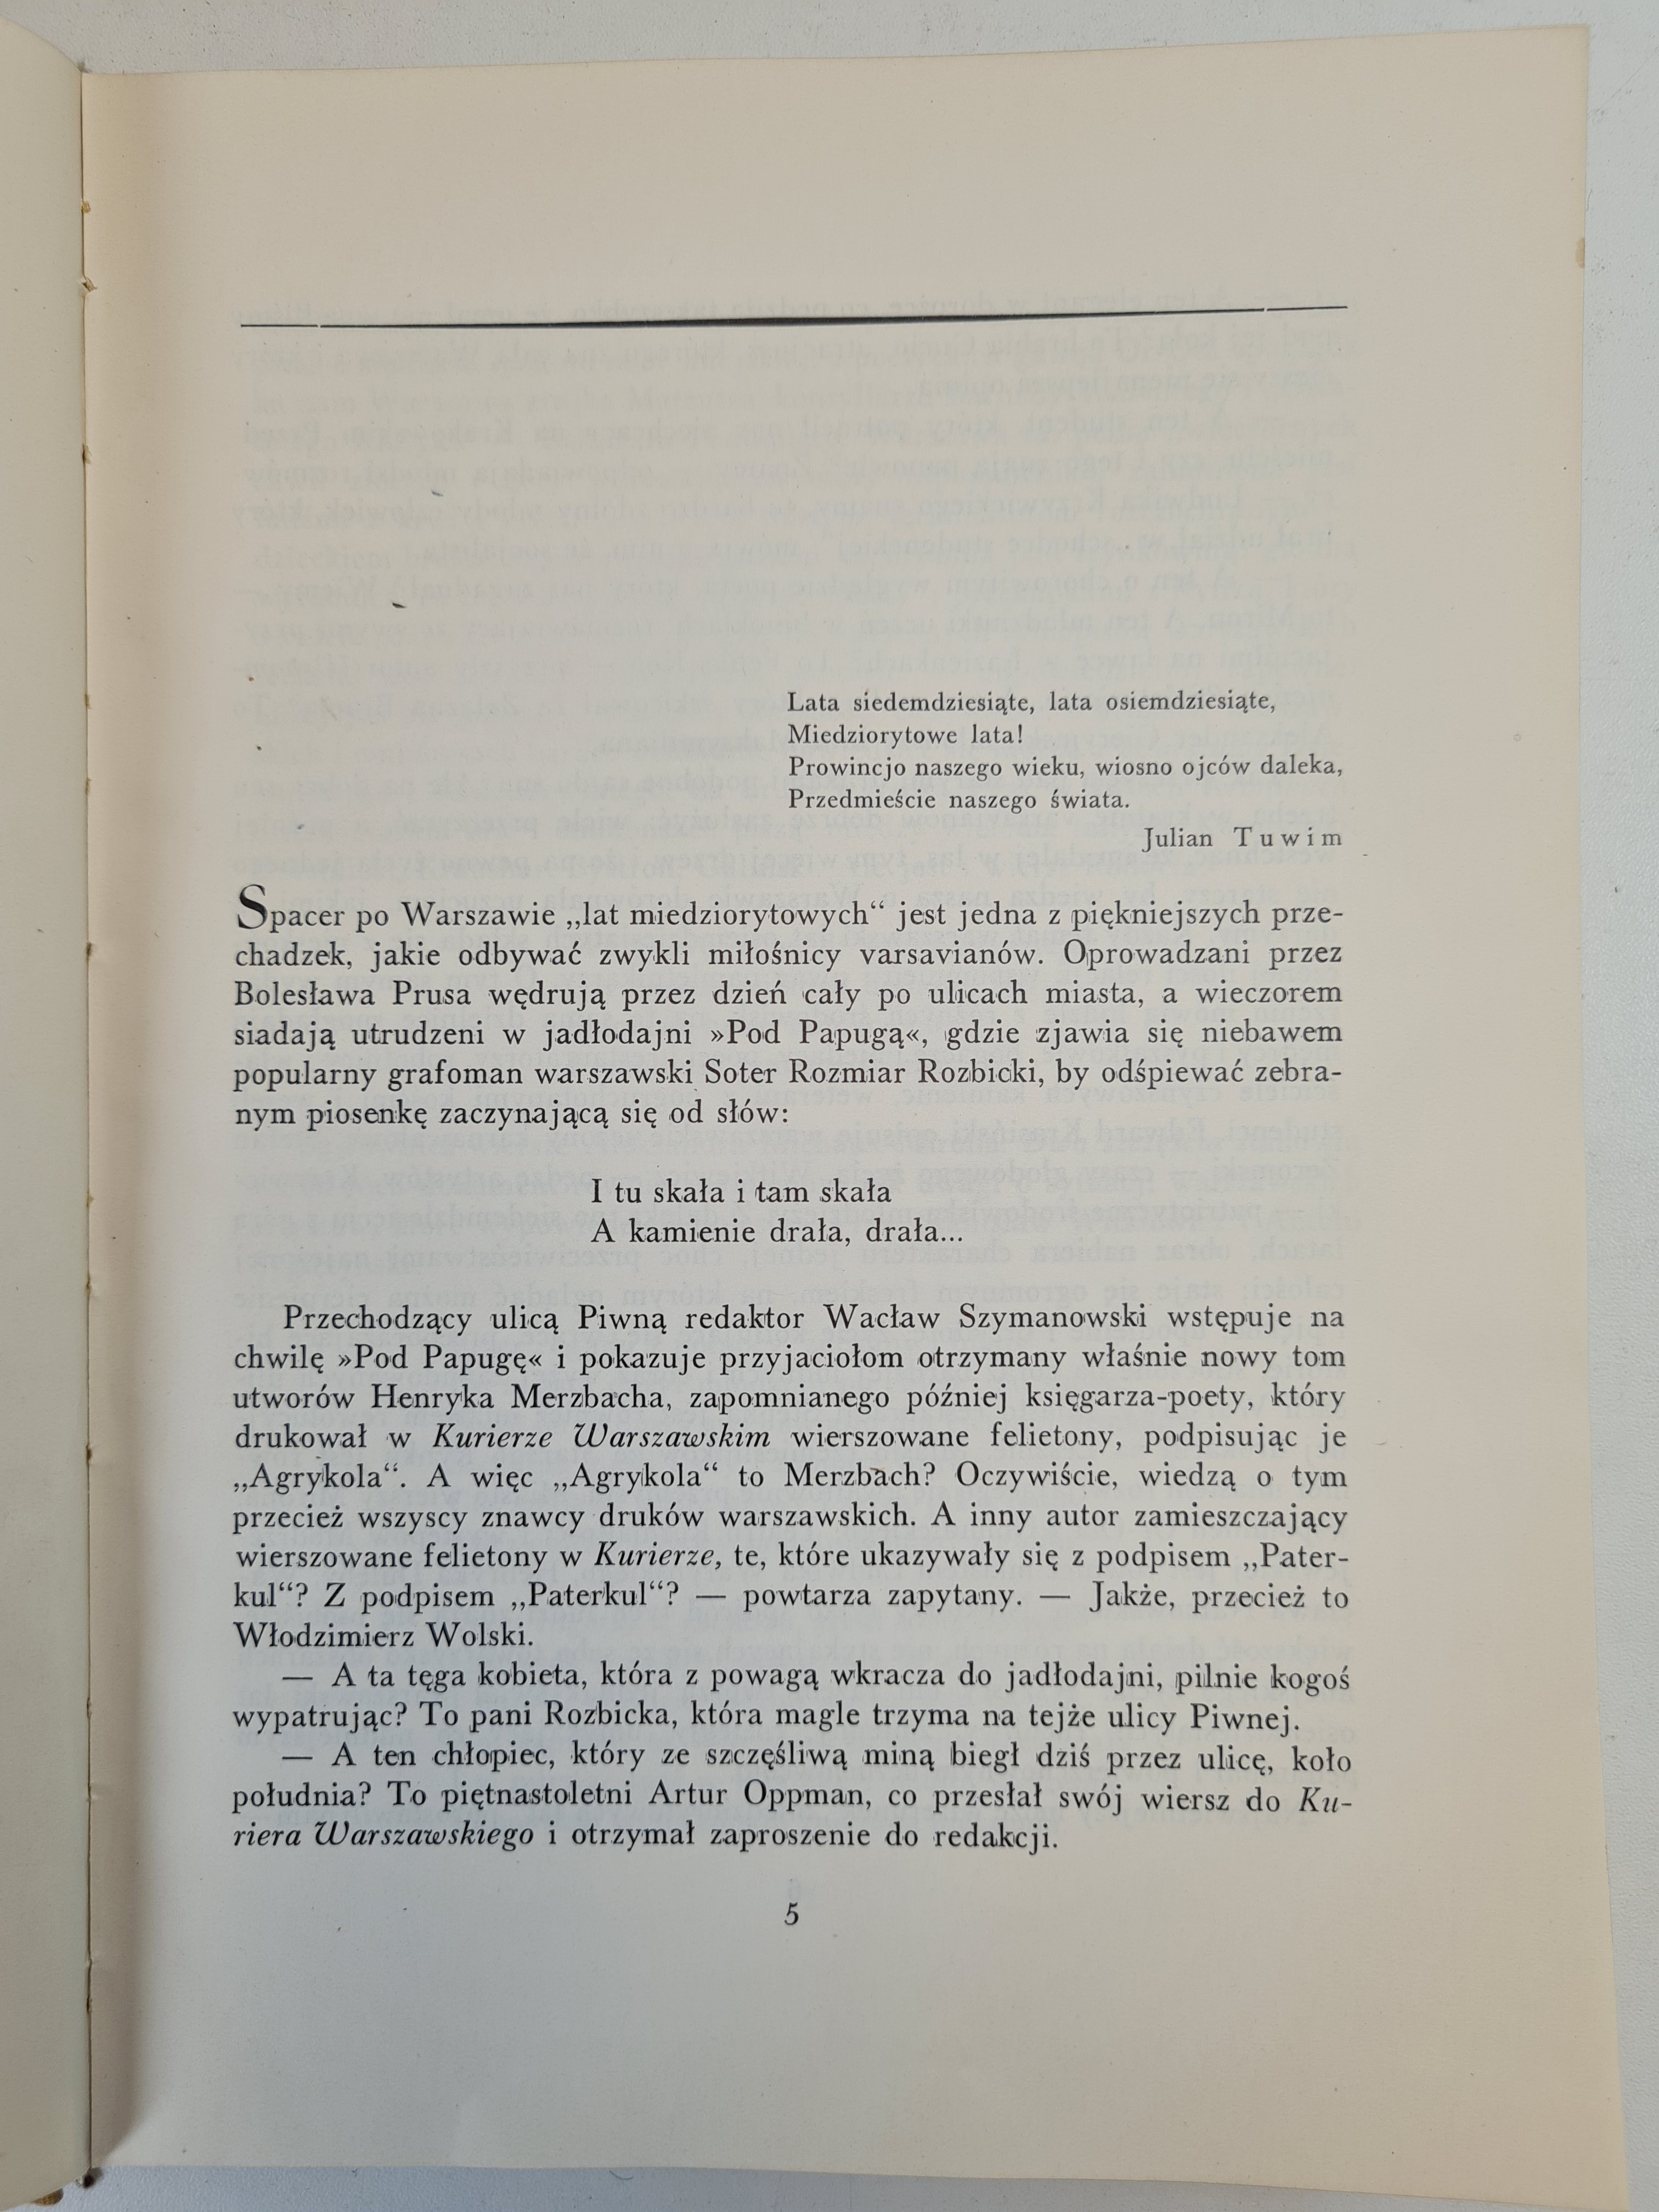 Lata siedemdziesiąte, lata osiemdziesiąte,
Miedziorytowe lata!
Prowincjo naszego wieku, wiosno ojców daleka,
Przedmieście naszego świata.
Julian Tuwim
Spacer po Warszawie „lat miedziorytowych“ jest jedna z piękniejszych prze-
chadzek, jakie odbywać zwykli miłośnicy varsavianów. Oprowadzani przez
Bolesława Prusa wędrują przez dzień cały po ulicach miasta, a wieczorem
siadają utrudzeni w jadłodajni »Pod Papugą«, gdzie zjawia się niebawem
popularny grafoman warszawski Soter Rozmiar Rozbicki, by odśpiewać zebra-
nym piosenkę zaczynającą się od słów:
I tu skała i tam skała
A kamienie drała, drała...
Przechodzący ulicą Piwną redaktor Wacław Szymanowski wstępuje na
chwilę »Pod Papugę« i pokazuje przyjaciołom otrzymany właśnie nowy tom
utworów Henryka Merzbacha, zapomnianego później księgarza-poety, który
drukował w Kurierze Warszawskim wierszowane felietony, podpisując je
„Agrykola“. A więc „Agrykola“ to Merzbach? Oczywiście, wiedzą o tym
przecież wszyscy znawcy druków warszawskich. A inny autor zamieszczający
wierszowane felietony w Kurierze, te, które ukazywały się z podpisem „Pater-
kul“? Z podpisem „Paterkul“? — powtarza zapytany. — Jakże, przecież to
Włodzimierz Wolski.
— A ta tęga kobieta, która z powagą wkracza do jadłodajni, pilnie kogoś
wypatrując? To pani Rozbicka, która magle trzyma na tejże ulicy Piwnej.
— A ten chłopiec, który ze szczęśliwą miną biegł dziś przez ulicę, koło
południa? To piętnastoletni Artur Oppman, co przesłał swój wiersz do Ku-
riera Warszawskiego i otrzymał zaproszenie do redakcji.
5